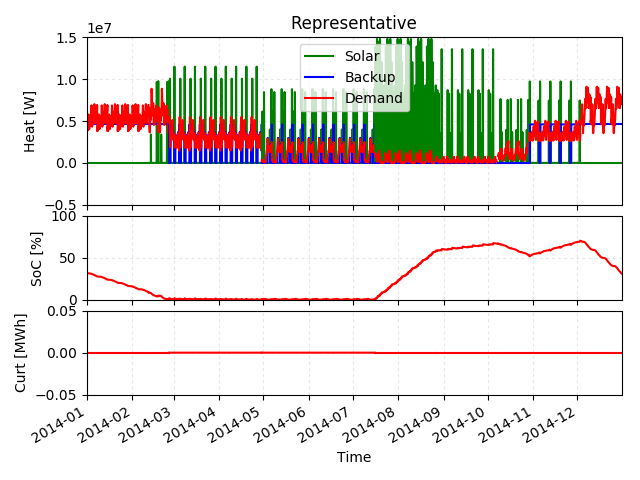 Representative
1e7
1.5
1.0
0.5
0.0
−0.5
Heat [W]
Solar
Backup
Demand
100
50
0
SoC [%]
0.05
0.00
−0.05
Curt [MWh]
2014-01
2014-02
2014-03
2014-04
2014-05
2014-06
2014-07
2014-08
2014-09
2014-10
2014-11
2014-12
Time